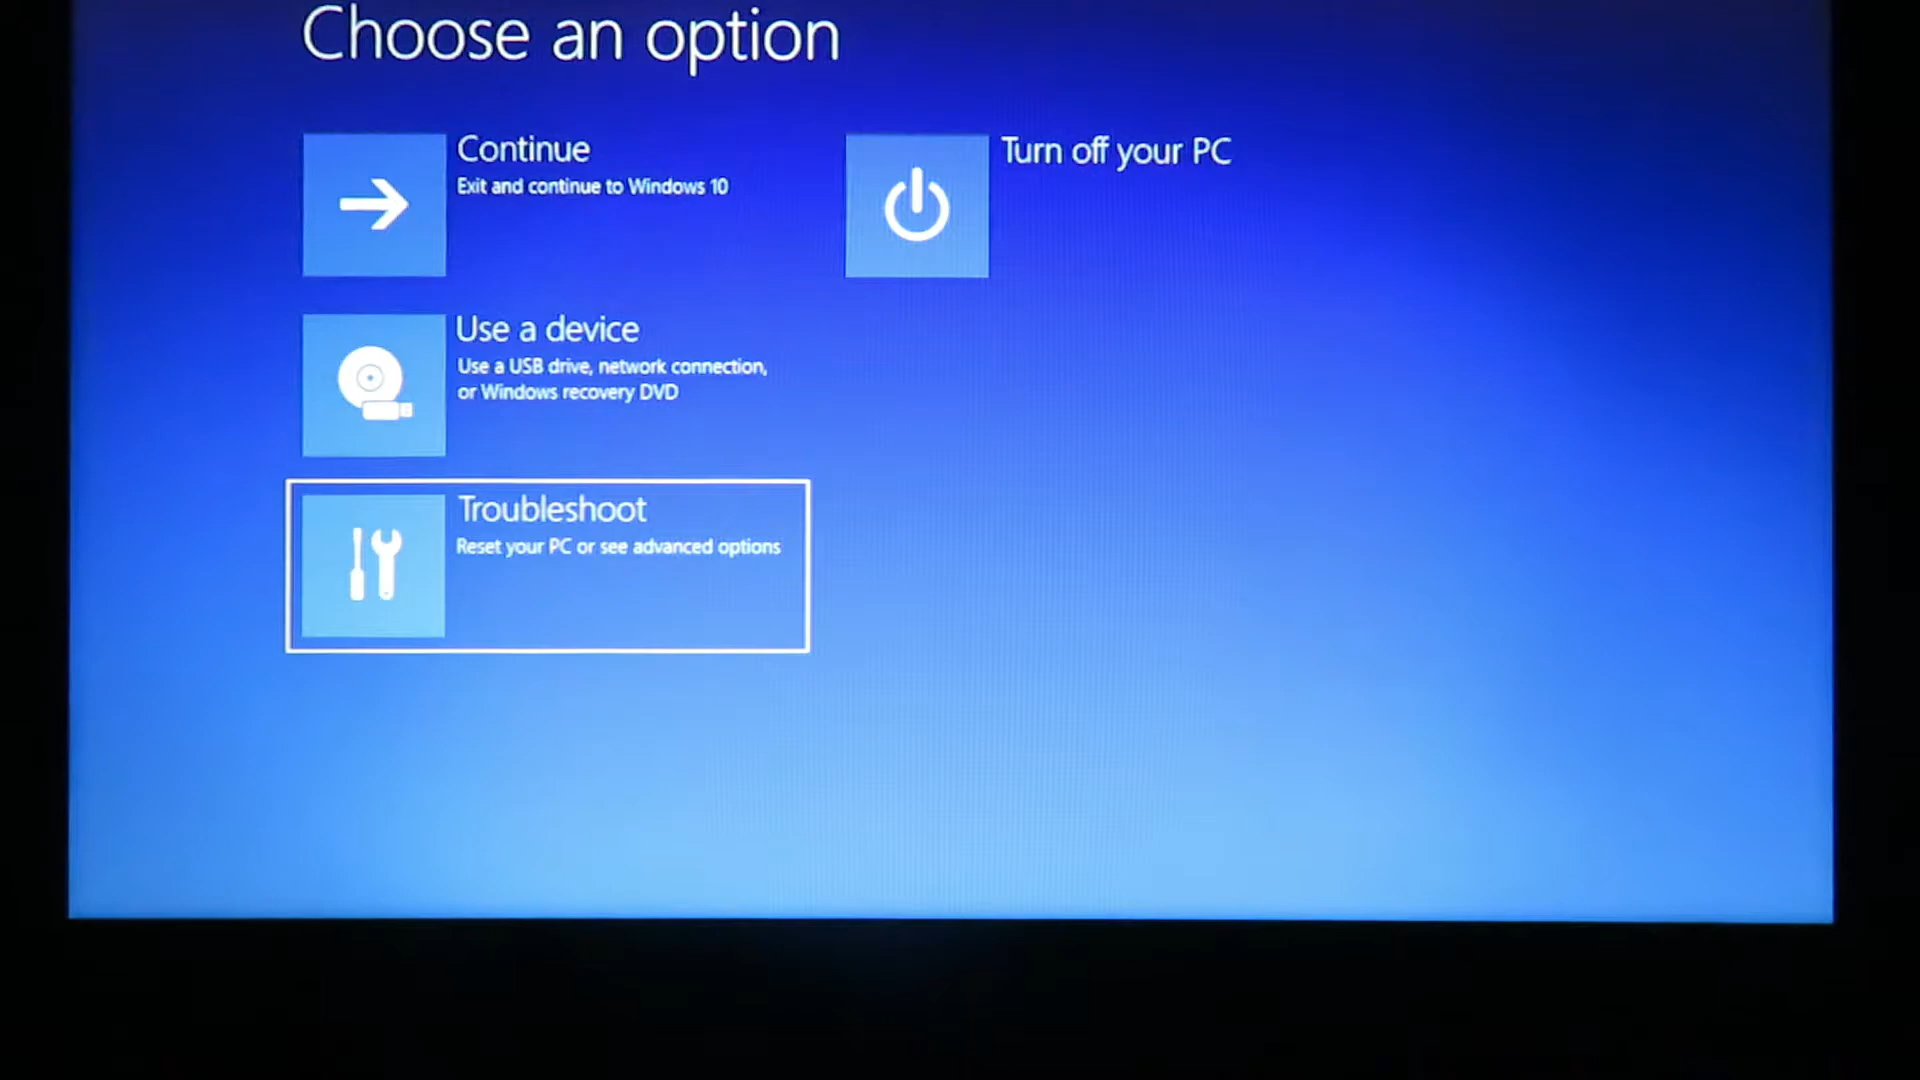 Choose an option
Continue
Exit and continue to Windows 10
Turn off your PC
Use a device
Use a USB drive, network connection,
or Windows recovery DVD
Troubleshoot
Reset your PC or see advanced options